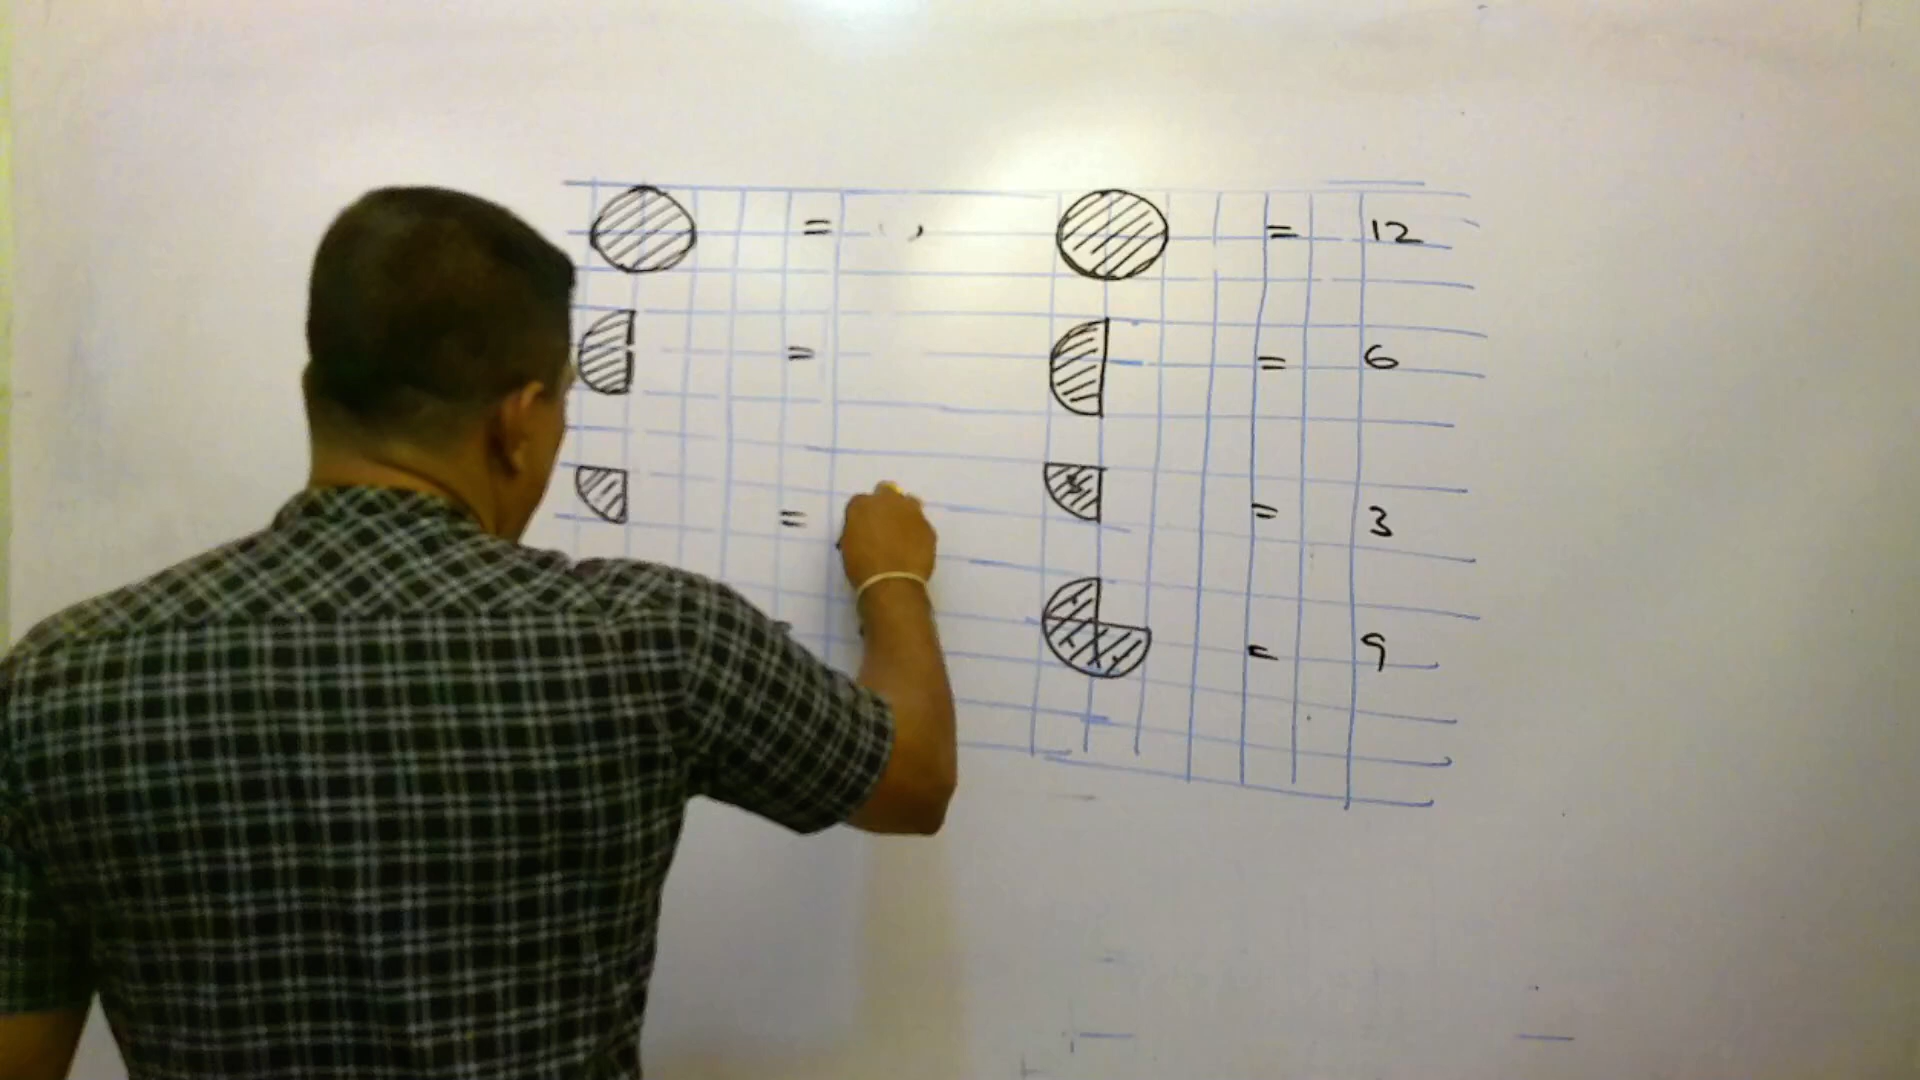 = = 12
= = 6
= = 3
= 9